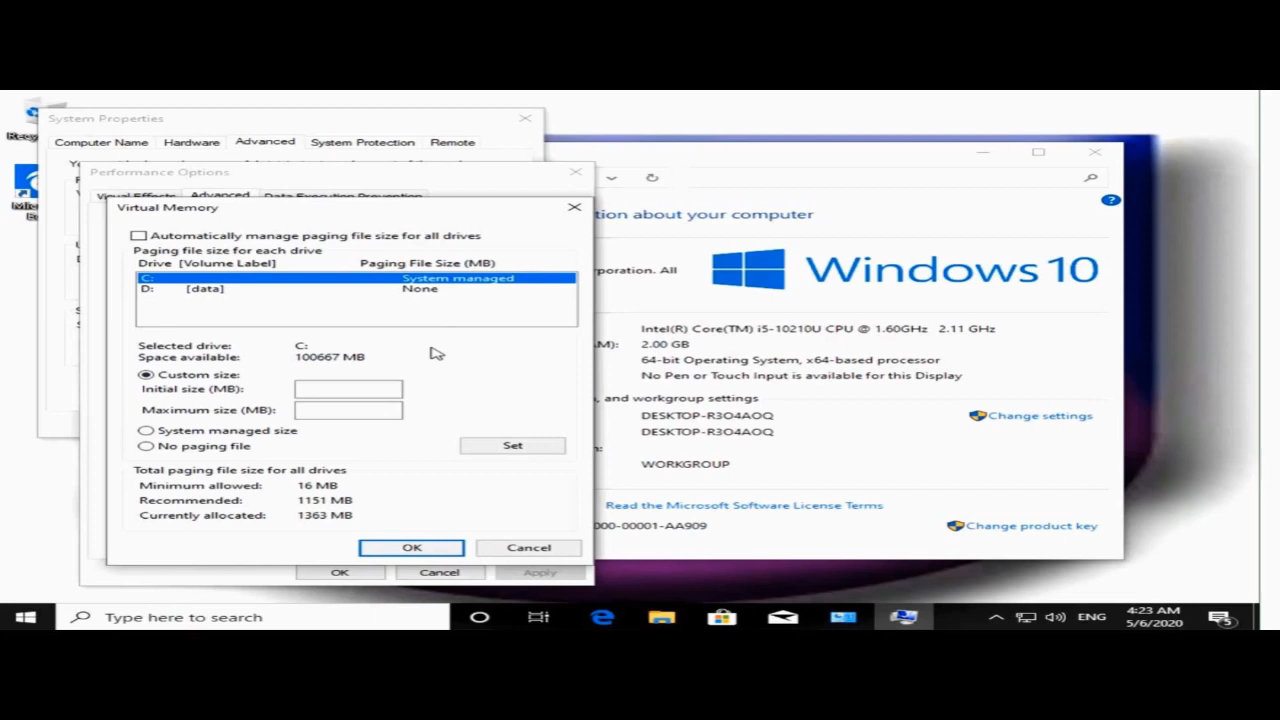 System Properties
Computer Name Hardware Advanced System Protection Remote
Performance Options
Visual Effects Advanced Data Execution Prevention
Virtual Memory
Automatically manage paging file size for all drives
Paging file size for each drive
Drive [Volume Label] Paging File Size (MB)
C: System managed
D: [data] None
Selected drive: C:
Space available: 100667 MB
Custom size:
Initial size (MB):
Maximum size (MB):
System managed size
No paging file
Set
Total paging file size for all drives
Minimum allowed: 16 MB
Recommended: 1151 MB
Currently allocated: 1363 MB
OK Cancel
OK Cancel Apply
tion about your computer
rporation. All
Windows 10
Intel(R) Core(TM) i5-10210U CPU @ 1.60GHz 2.11 GHz
M): 2.00 GB
64-bit Operating System, x64-based processor
No Pen or Touch Input is available for this Display
, and workgroup settings
DESKTOP-R3O4AOQ
Change settings
DESKTOP-R3O4AOQ
WORKGROUP
Read the Microsoft Software License Terms
000-00001-AA909
Change product key
Type here to search
ENG
4:23 AM
5/6/2020
5